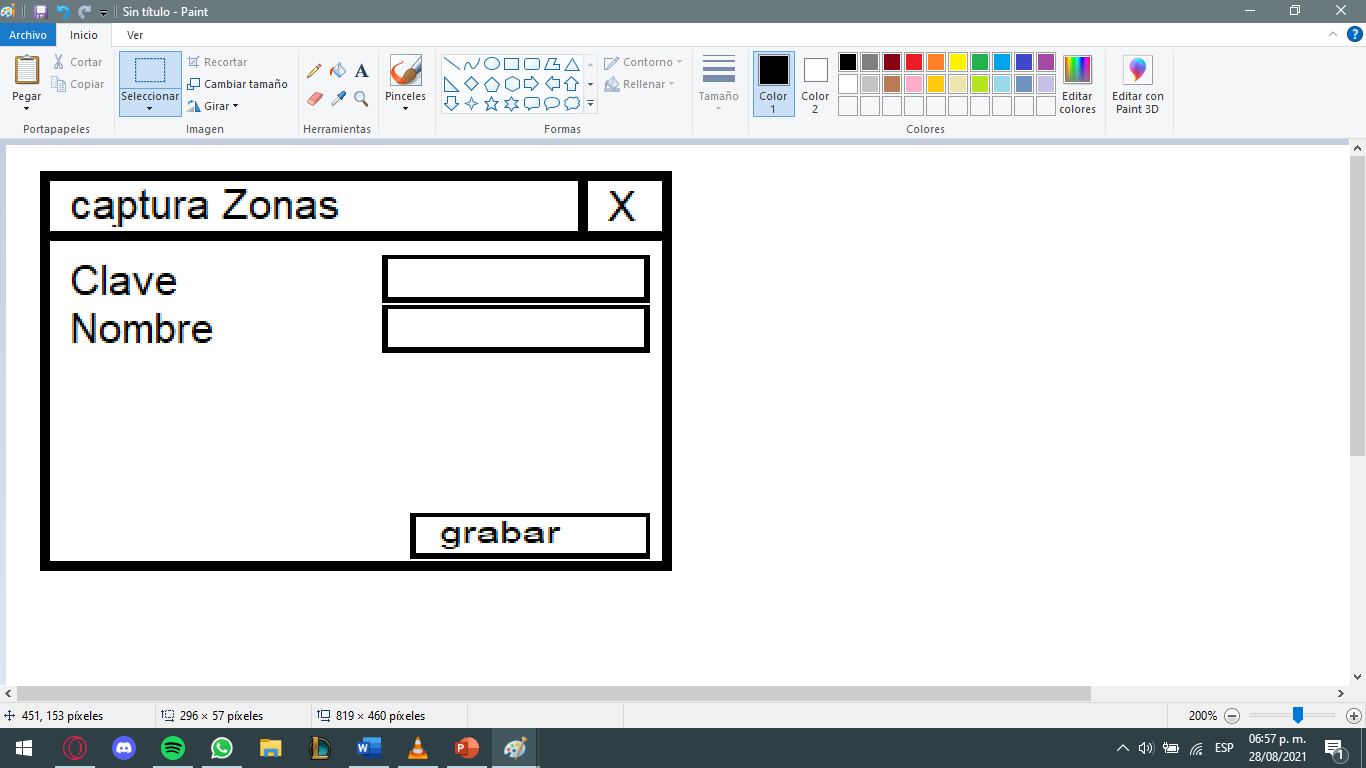 Sin título - Paint
Archivo Inicio Ver
Pegar
Cortar
Copiar
Portapapeles
Seleccionar
Recortar
Cambiar tamaño
Girar
Imagen
A
Herramientas
Pinceles
Contorno
Rellenar
Formas
Tamaño
Color
1
Color
2
Editar
colores
Colores
Editar con
Paint 3D
captura Zonas X
Clave
Nombre
grabar
451, 153 píxeles 296 × 57 píxeles 819 × 460 píxeles 200%
ESP 06:57 p. m.
28/08/2021 1